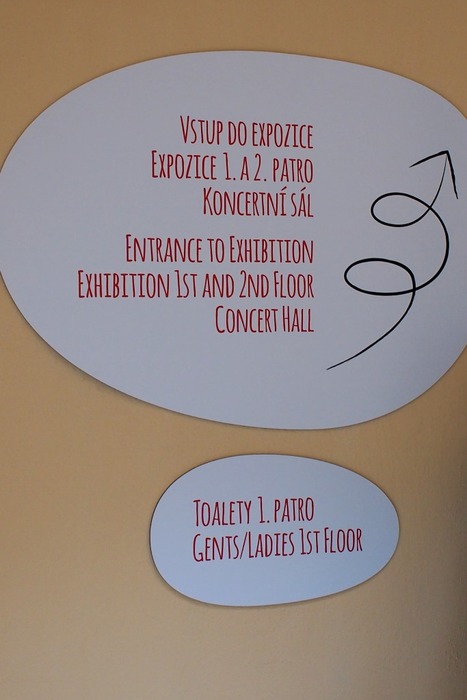 Vstup do expozice
Expozice 1. a 2. patro
Koncertní sál
Entrance to Exhibition
Exhibition 1st and 2nd Floor
Concert Hall
Toalety 1. patro
Gents/Ladies 1st Floor